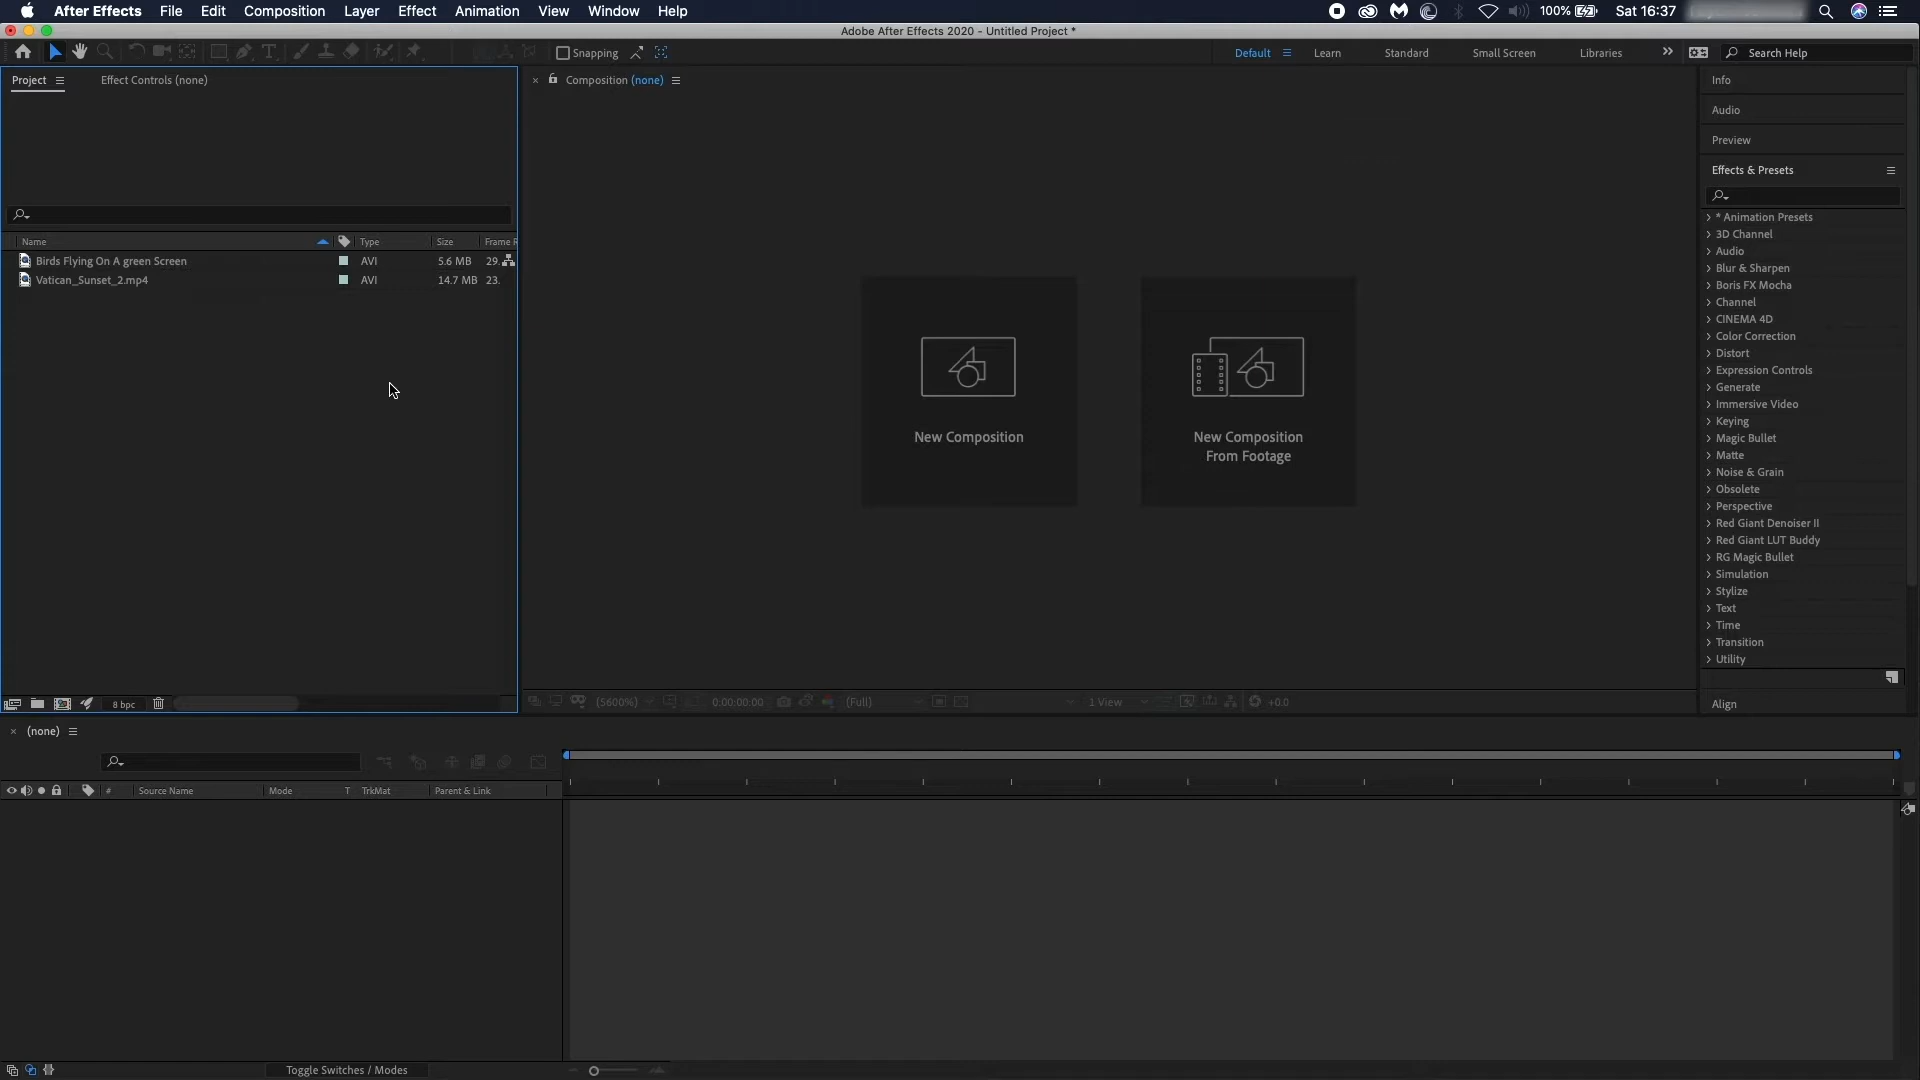 After Effects File Edit Composition Layer Effect Animation View Window Help 100% Sat 16:37
Adobe After Effects 2020 - Untitled Project *
Snapping Default Learn Standard Small Screen Libraries Search Help
Project Effect Controls (none)
Composition (none)
Name Type Size Frame R
Birds Flying On A green Screen AVI 5.6 MB 29.
Vatican_Sunset_2.mp4 AVI 14.7 MB 23.
New Composition
New Composition
From Footage
Info
Audio
Preview
Effects & Presets
* Animation Presets
3D Channel
Audio
Blur & Sharpen
Boris FX Mocha
Channel
CINEMA 4D
Color Correction
Distort
Expression Controls
Generate
Immersive Video
Keying
Magic Bullet
Matte
Noise & Grain
Obsolete
Perspective
Red Giant Denoiser II
Red Giant LUT Buddy
RG Magic Bullet
Simulation
Stylize
Text
Time
Transition
Utility
Align
8 bpc
(5600%) 0:00:00:00 (Full) 1 View +0.0
(none)
# Source Name Mode T TrkMat Parent & Link
Toggle Switches / Modes